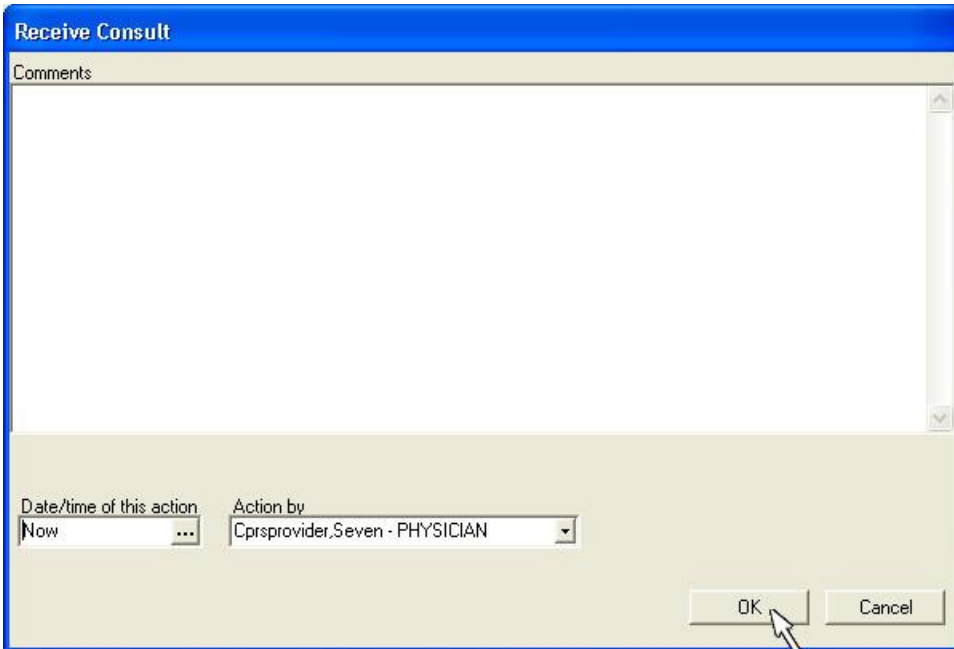 Receive Consult
Comments
Date/time of this action Action by
Now ... Cprsprovider,Seven - PHYSICIAN
OK Cancel